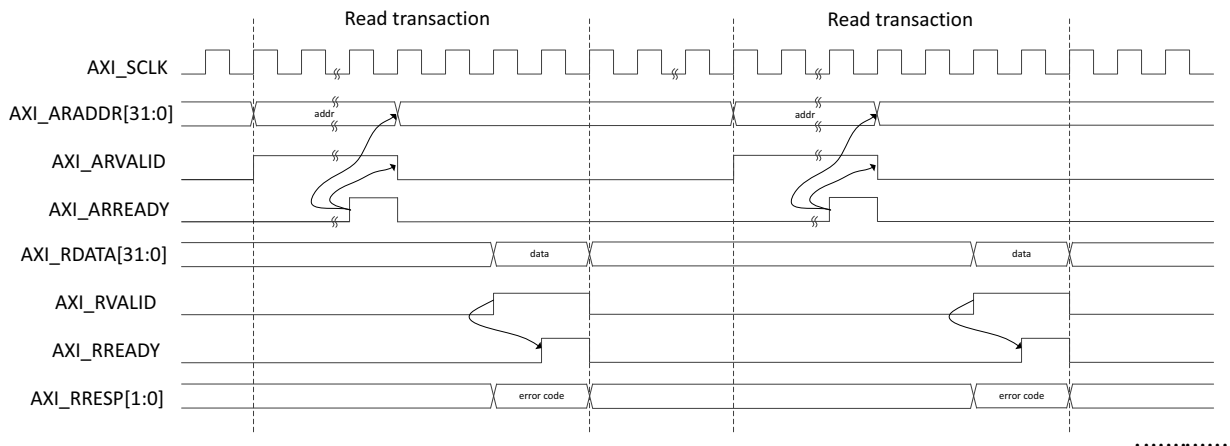 Read transaction Read transaction
AXI_SCLK
AXI_ARADDR[31:0] addr addr
AXI_ARVALID
AXI_ARREADY
AXI_RDATA[31:0] data data
AXI_RVALID
AXI_RREADY
AXI_RRESP[1:0] error code error code